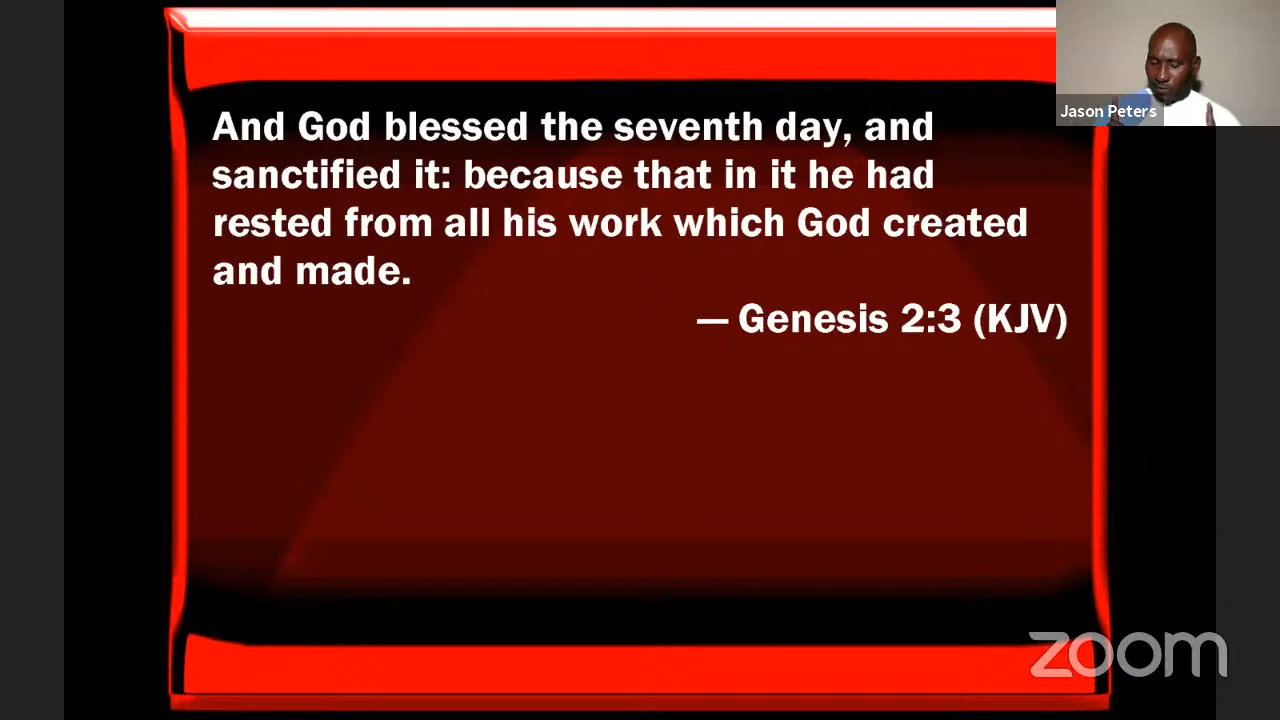 And God blessed the seventh day, and
sanctified it: because that in it he had
rested from all his work which God created
and made.
— Genesis 2:3 (KJV)
Jason Peters
zoom